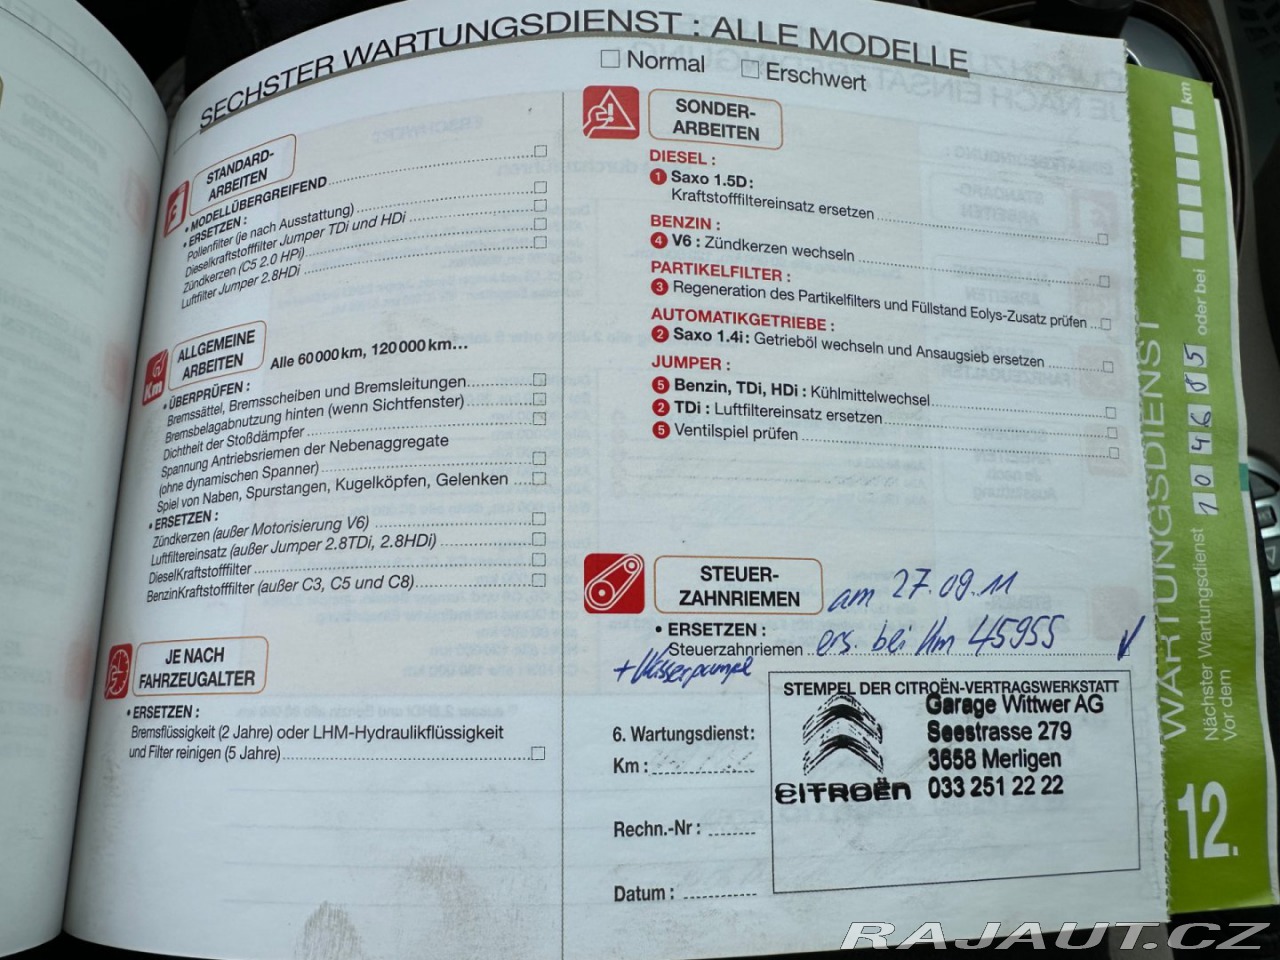 SECHSTER WARTUNGSDIENST : ALLE MODELLE
Normal
Erschwert
STANDARD-
ARBEITEN
• MODELLÜBERGREIFEND
• ERSETZEN :
Pollenfilter (je nach Ausstattung)
Dieselkraftstofffilter Jumper TDi und HDi
Zündkerzen (C5 2.0 HPi)
Luftfilter Jumper 2.8HDi
Km
ALLGEMEINE
ARBEITEN
Alle 60 000 km, 120 000 km...
• ÜBERPRÜFEN :
Bremssättel, Bremsscheiben und Bremsleitungen
Bremsbelagabnutzung hinten (wenn Sichtfenster)
Dichtheit der Stoßdämpfer
Spannung Antriebsriemen der Nebenaggregate
(ohne dynamischen Spanner)
Spiel von Naben, Spurstangen, Kugelköpfen, Gelenken
• ERSETZEN :
Zündkerzen (außer Motorisierung V6)
Luftfiltereinsatz (außer Jumper 2.8TDi, 2.8HDi)
DieselKraftstofffilter
BenzinKraftstofffilter (außer C3, C5 und C8)
JE NACH
FAHRZEUGALTER
• ERSETZEN :
Bremsflüssigkeit (2 Jahre) oder LHM-Hydraulikflüssigkeit
und Filter reinigen (5 Jahre)
SONDER-
ARBEITEN
DIESEL :
1 Saxo 1.5D :
Kraftstofffiltereinsatz ersetzen
BENZIN :
4 V6 : Zündkerzen wechseln
PARTIKELFILTER :
3 Regeneration des Partikelfilters und Füllstand Eolys-Zusatz prüfen
AUTOMATIKGETRIEBE :
2 Saxo 1.4i : Getrieböl wechseln und Ansaugsieb ersetzen
JUMPER :
5 Benzin, TDi, HDi : Kühlmittelwechsel
2 TDi : Luftfiltereinsatz ersetzen
5 Ventilspiel prüfen
STEUER-
ZAHNRIEMEN
am 27.09.11
• ERSETZEN :
Steuerzahnriemen ers. bei Km 45955
+ Wasserpumpe
STEMPEL DER CITROËN-VERTRAGSWERKSTATT
Garage Wittwer AG
Seestrasse 279
3658 Merligen
033 251 22 22
CITROËN
6. Wartungsdienst:
Km :
Rechn.-Nr :
Datum :
WARTUNGSDIENST
12.
Nächster Wartungsdienst
Vor dem
oder bei
km
RAJAUT.CZ